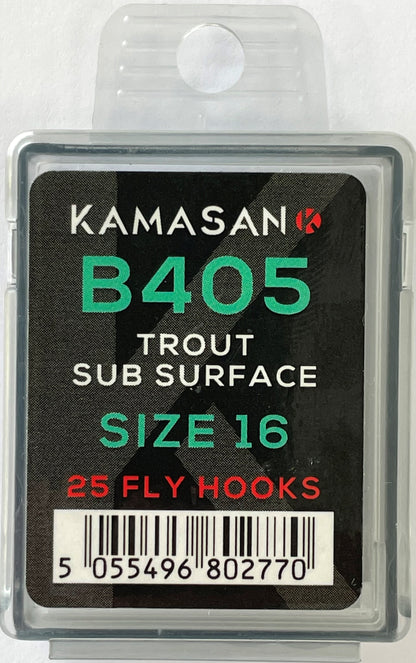 KAMASAN
B405
TROUT
SUB SURFACE
SIZE 16
25 FLY HOOKS
5 055496 802770